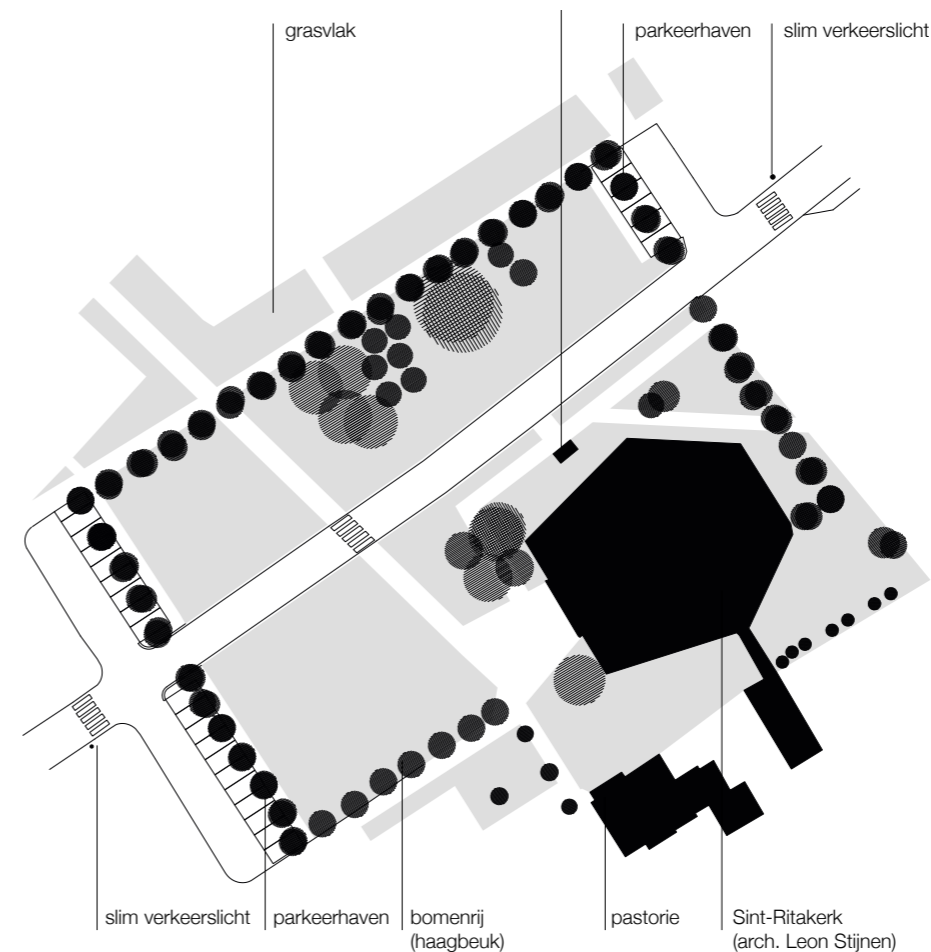 grasvlak
parkeerhaven
slim verkeerslicht
slim verkeerslicht
parkeerhaven
bomenrij
(haagbeuk)
pastorie
Sint-Ritakerk
(arch. Leon Stijnen)